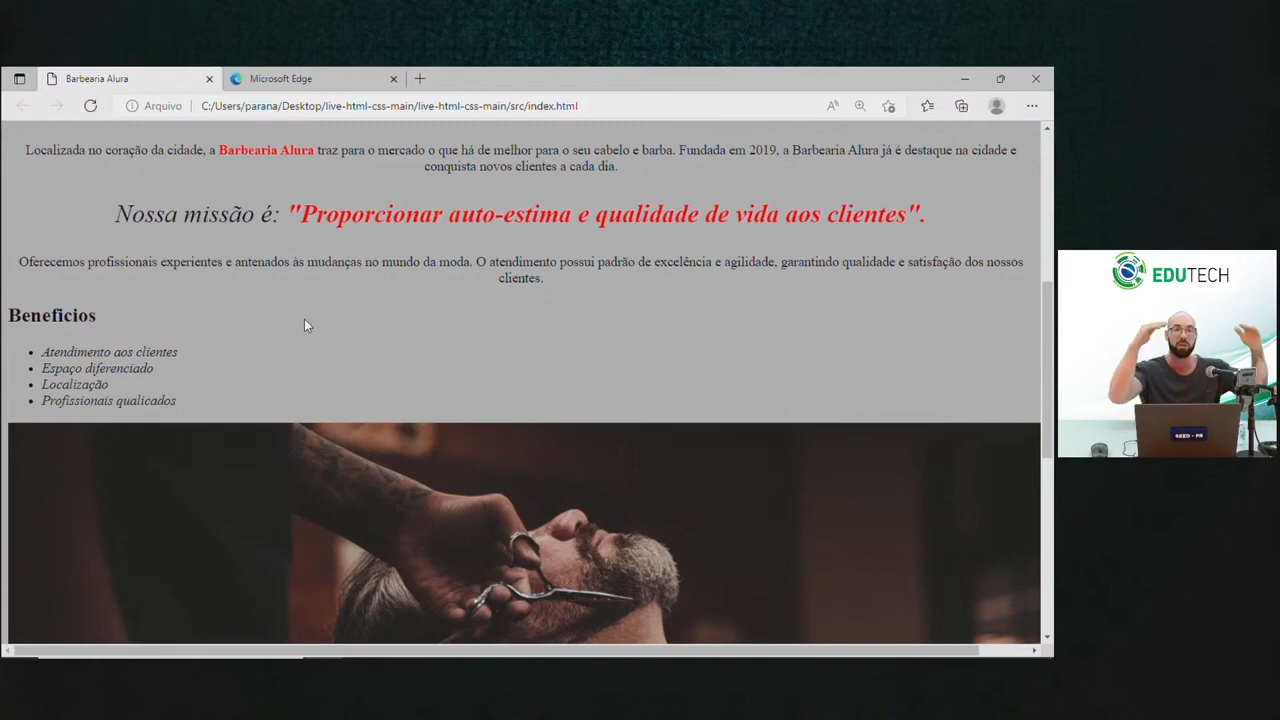 Barbearia Alura
Microsoft Edge
Arquivo
C:/Users/parana/Desktop/live-html-css-main/live-html-css-main/src/index.html
Localizada no coração da cidade, a Barbearia Alura traz para o mercado o que há de melhor para o seu cabelo e barba. Fundada em 2019, a Barbearia Alura já é destaque na cidade e
conquista novos clientes a cada dia.
Nossa missão é: "Proporcionar auto-estima e qualidade de vida aos clientes".
Oferecemos profissionais experientes e antenados às mudanças no mundo da moda. O atendimento possui padrão de excelência e agilidade, garantindo qualidade e satisfação dos nossos
clientes.
Beneficios
Atendimento aos clientes
Espaço diferenciado
Localização
Profissionais qualicados
EDUTECH
SEED - PR